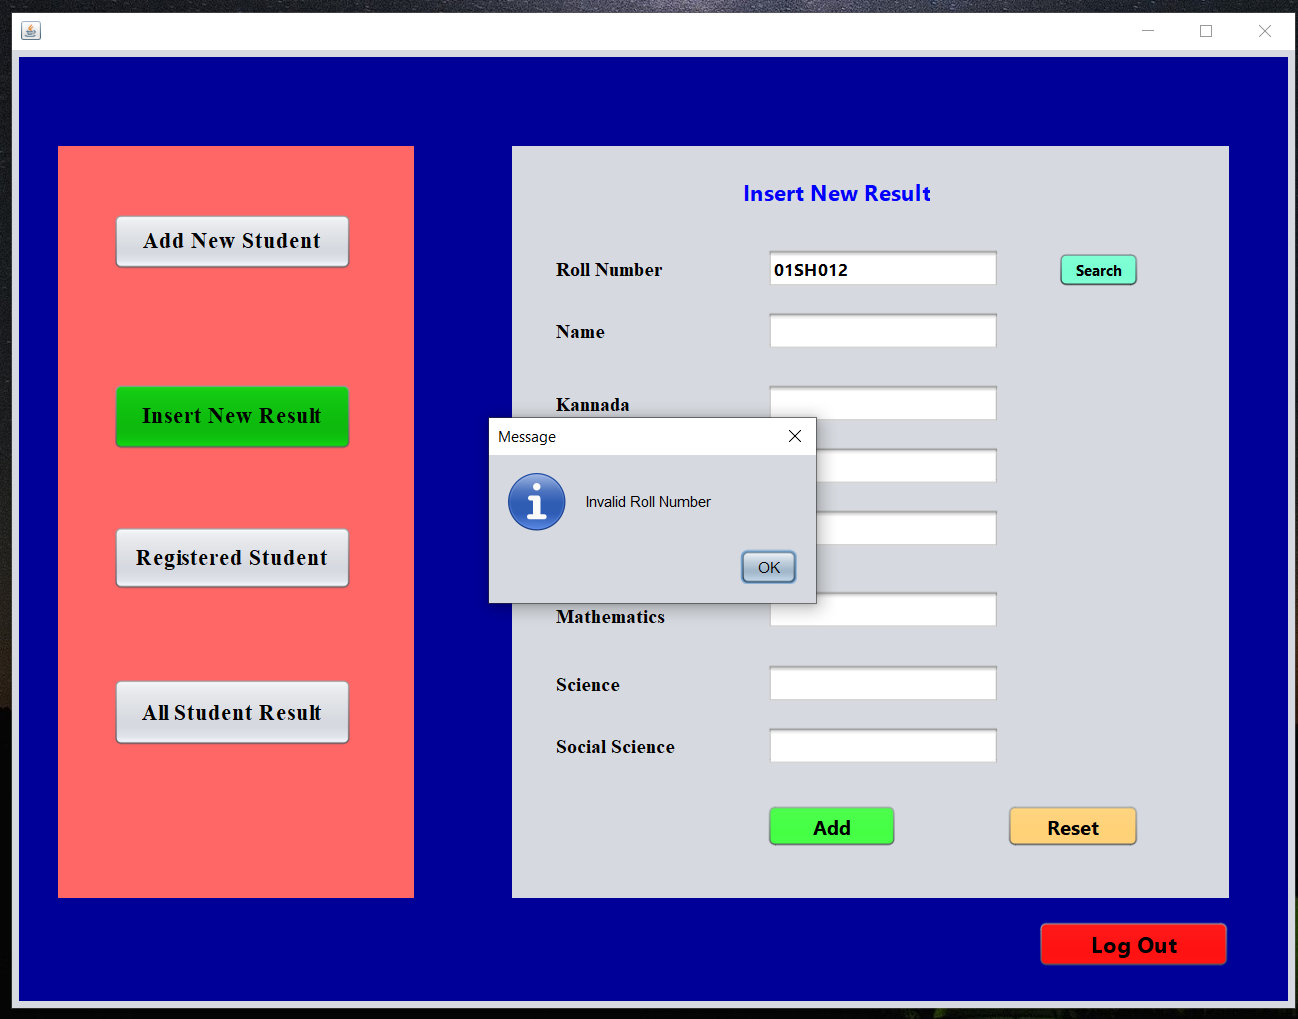 Add New Student
Insert New Result
Registered Student
All Student Result
Insert New Result
Roll Number 01SH012 Search
Name
Kannada
Message
Invalid Roll Number
OK
Mathematics
Science
Social Science
Add Reset
Log Out